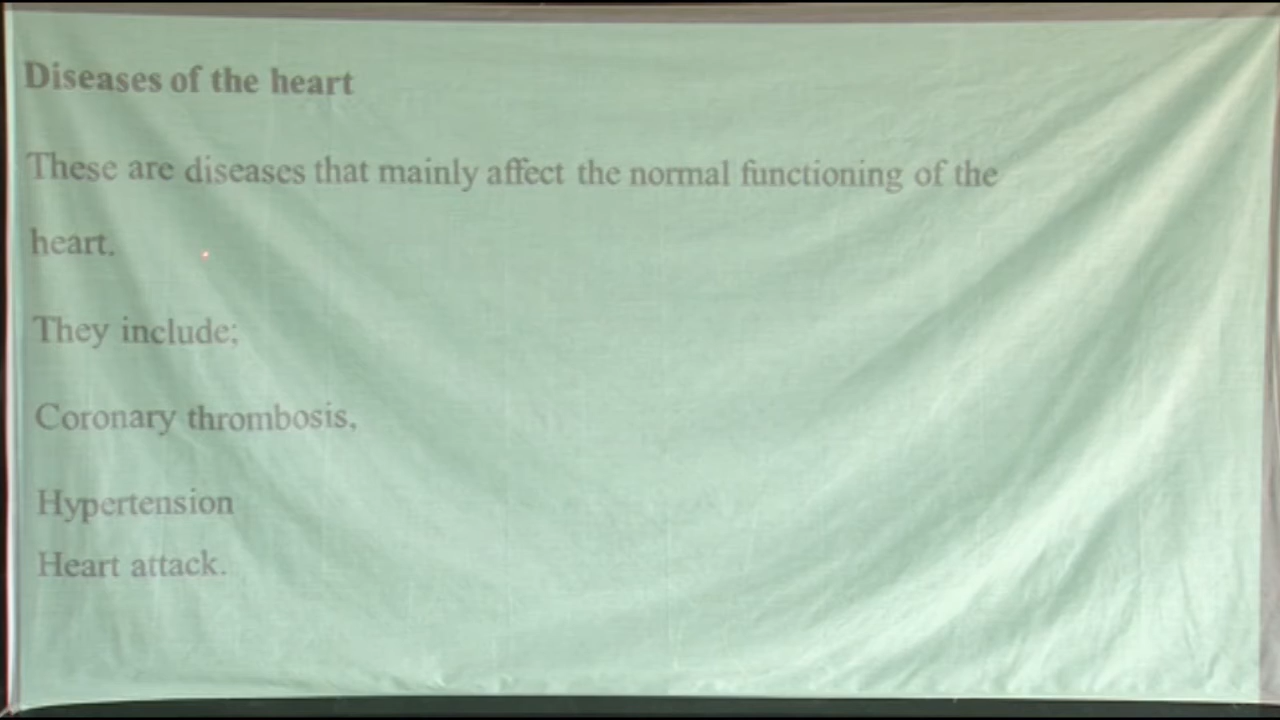 Diseases of the heart
These are diseases that mainly affect the normal functioning of the
heart.
They include;
Coronary thrombosis,
Hypertension
Heart attack.